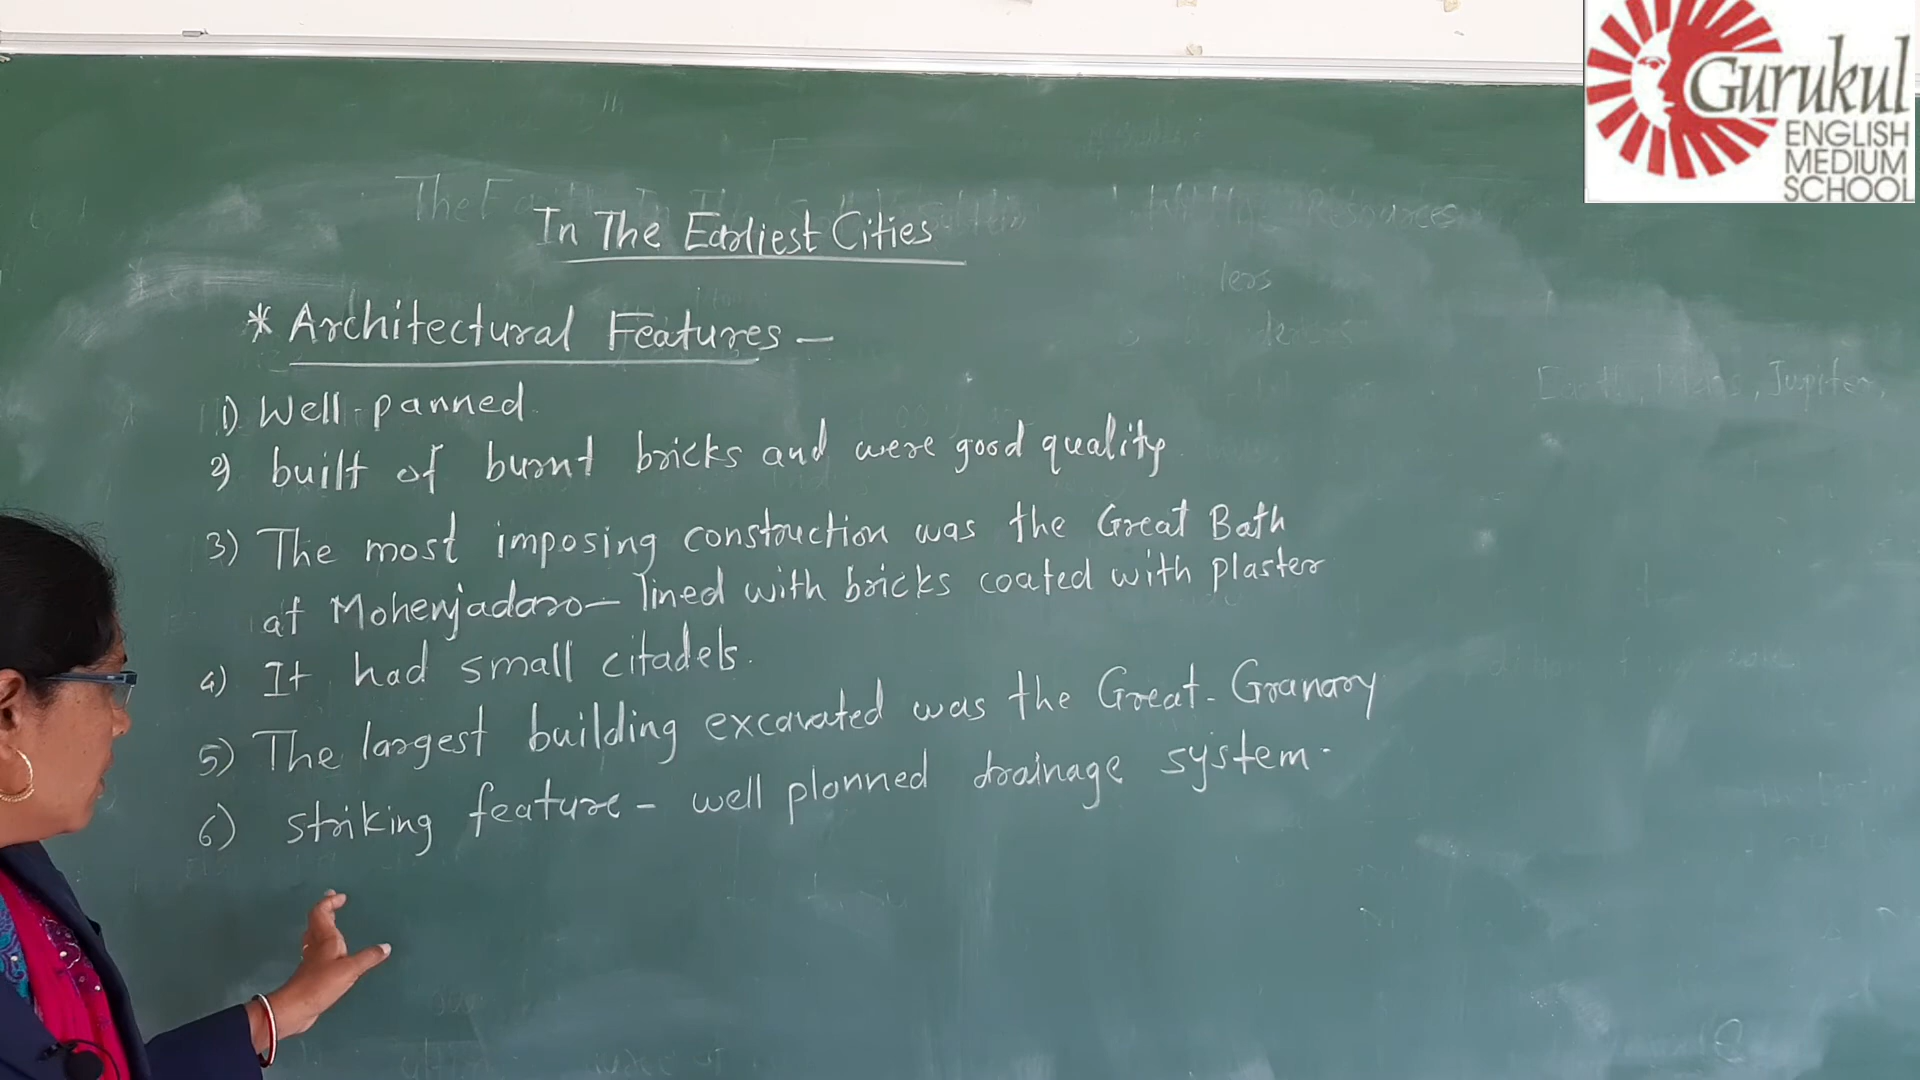 Gurukul
ENGLISH
MEDIUM
SCHOOL
In The Earliest Cities
* Architectural Features —
1) Well-panned
2) built of burnt bricks and were good quality
3) The most imposing construction was the Great Bath
at Mohenjadaro — lined with bricks coated with plaster
4) It had small citadels.
5) The largest building excavated was the Great-Granary
6) striking feature - well planned drainage system.
Resources
lers
Jupiter,